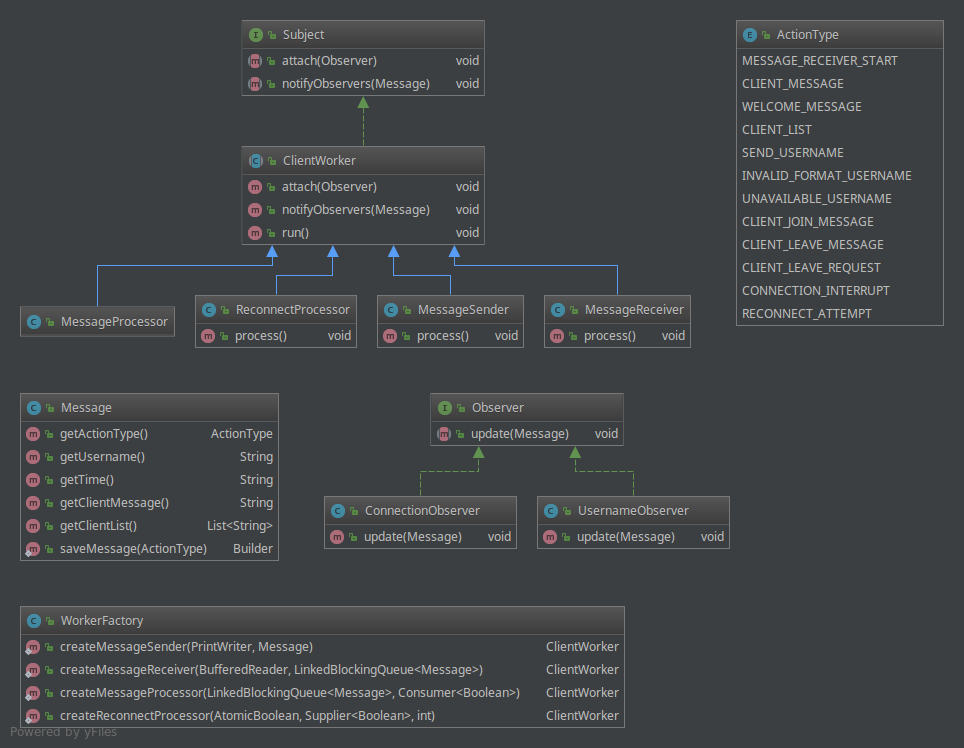 Subject
attach(Observer) void
notifyObservers(Message) void
ClientWorker
attach(Observer) void
notifyObservers(Message) void
run() void
MessageProcessor
ReconnectProcessor
process() void
MessageSender
process() void
MessageReceiver
process() void
ActionType
MESSAGE_RECEIVER_START
CLIENT_MESSAGE
WELCOME_MESSAGE
CLIENT_LIST
SEND_USERNAME
INVALID_FORMAT_USERNAME
UNAVAILABLE_USERNAME
CLIENT_JOIN_MESSAGE
CLIENT_LEAVE_MESSAGE
CLIENT_LEAVE_REQUEST
CONNECTION_INTERRUPT
RECONNECT_ATTEMPT
Message
getActionType() ActionType
getUsername() String
getTime() String
getClientMessage() String
getClientList() List<String>
saveMessage(ActionType) Builder
Observer
update(Message) void
ConnectionObserver
update(Message) void
UsernameObserver
update(Message) void
WorkerFactory
createMessageSender(PrintWriter, Message) ClientWorker
createMessageReceiver(BufferedReader, LinkedBlockingQueue<Message>) ClientWorker
createMessageProcessor(LinkedBlockingQueue<Message>, Consumer<Boolean>) ClientWorker
createReconnectProcessor(AtomicBoolean, Supplier<Boolean>, int) ClientWorker
Powered by yFiles